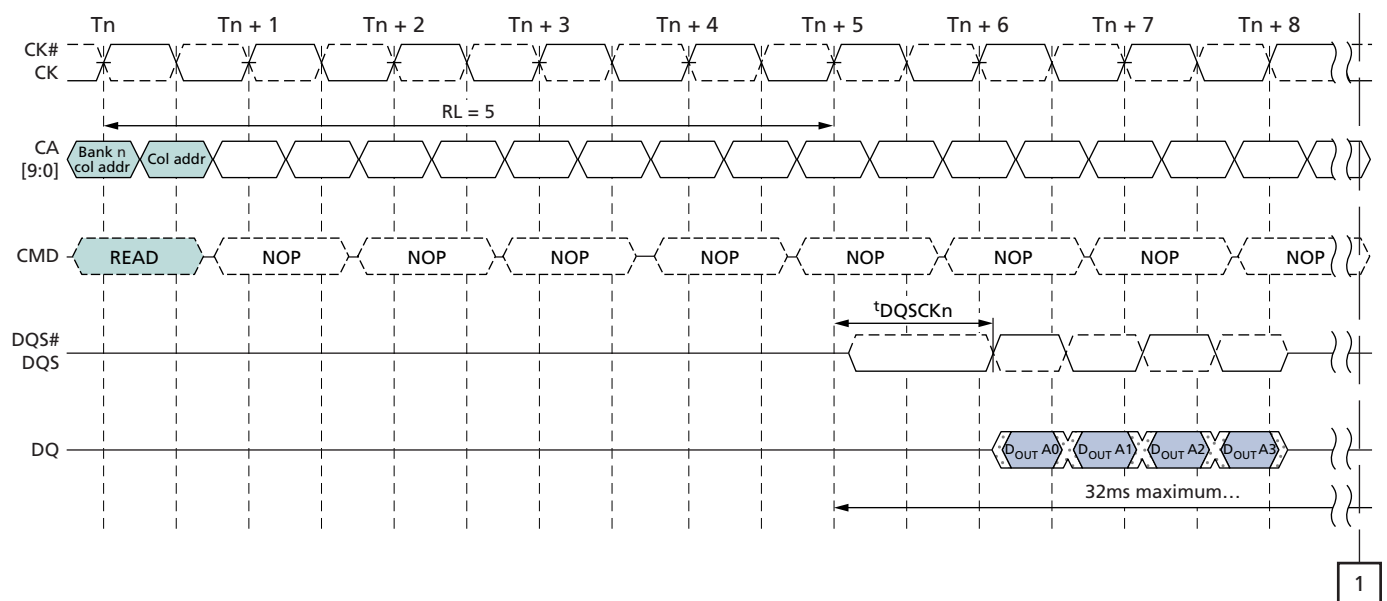 Tn Tn + 1 Tn + 2 Tn + 3 Tn + 4 Tn + 5 Tn + 6 Tn + 7 Tn + 8
CK#
CK
RL = 5
CA
[9:0]
Bank n
col addr
Col addr
CMD READ NOP NOP NOP NOP NOP NOP NOP NOP
tDQSCKn
DQS#
DQS
DQ DOUT A0 DOUT A1 DOUT A2 DOUT A3
32ms maximum…
1